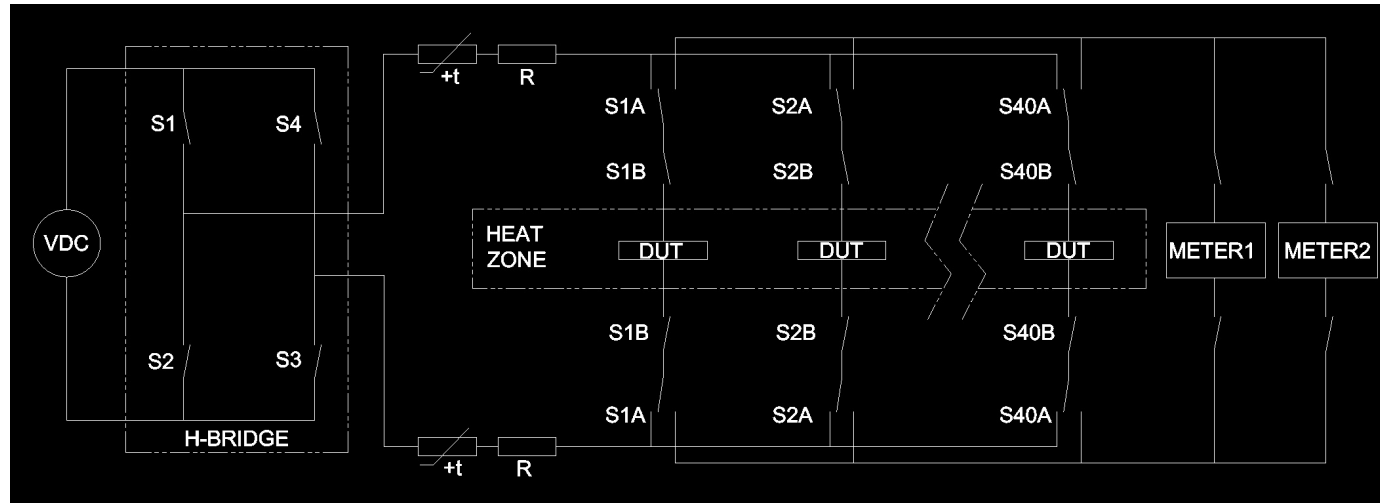 +t
R
S1A
S2A
S40A
S1
S4
S1B
S2B
S40B
VDC
HEAT
ZONE
DUT
DUT
DUT
METER1
METER2
S1B
S2B
S40B
S2
S3
S1A
S2A
S40A
H-BRIDGE
+t
R